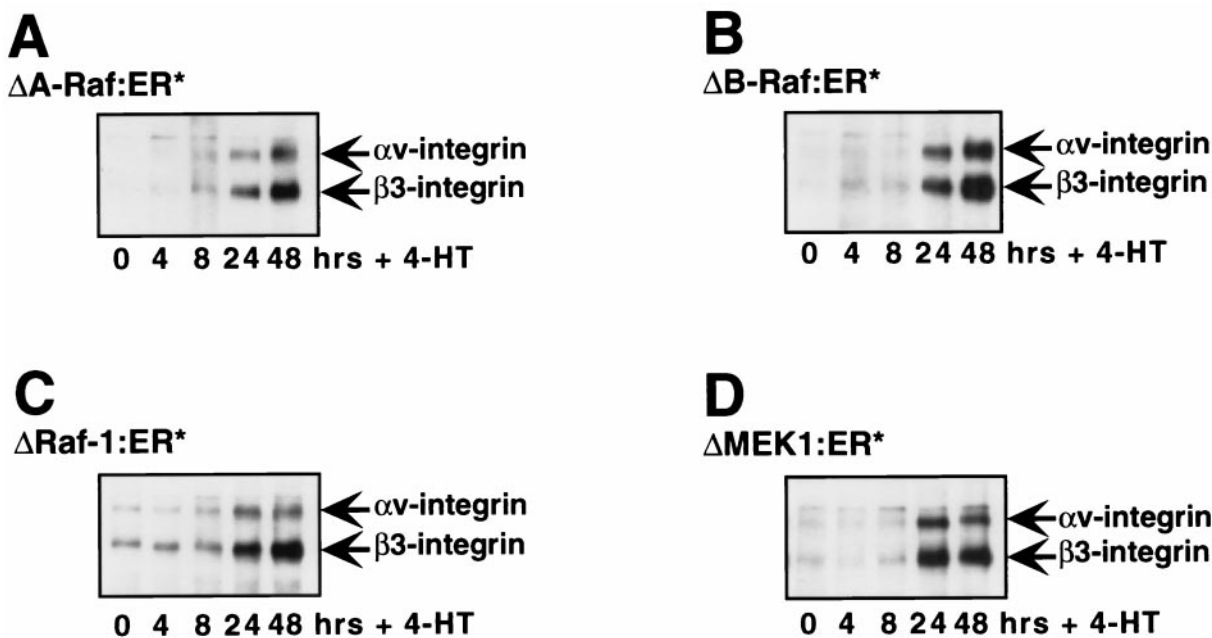 A
ΔA-Raf:ER*
αv-integrin
β3-integrin
0 4 8 24 48 hrs + 4-HT
B
ΔB-Raf:ER*
αv-integrin
β3-integrin
0 4 8 24 48 hrs + 4-HT
C
ΔRaf-1:ER*
αv-integrin
β3-integrin
0 4 8 24 48 hrs + 4-HT
D
ΔMEK1:ER*
αv-integrin
β3-integrin
0 4 8 24 48 hrs + 4-HT